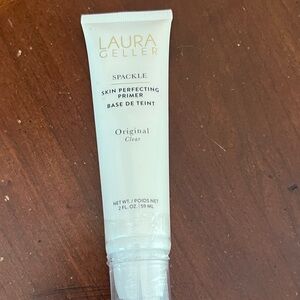 LAURA
GELLER
SPACKLE
SKIN PERFECTING
PRIMER
BASE DE TEINT
Original
Clear
NET WT. / POIDS NET
2 FL. OZ. / 59 ML